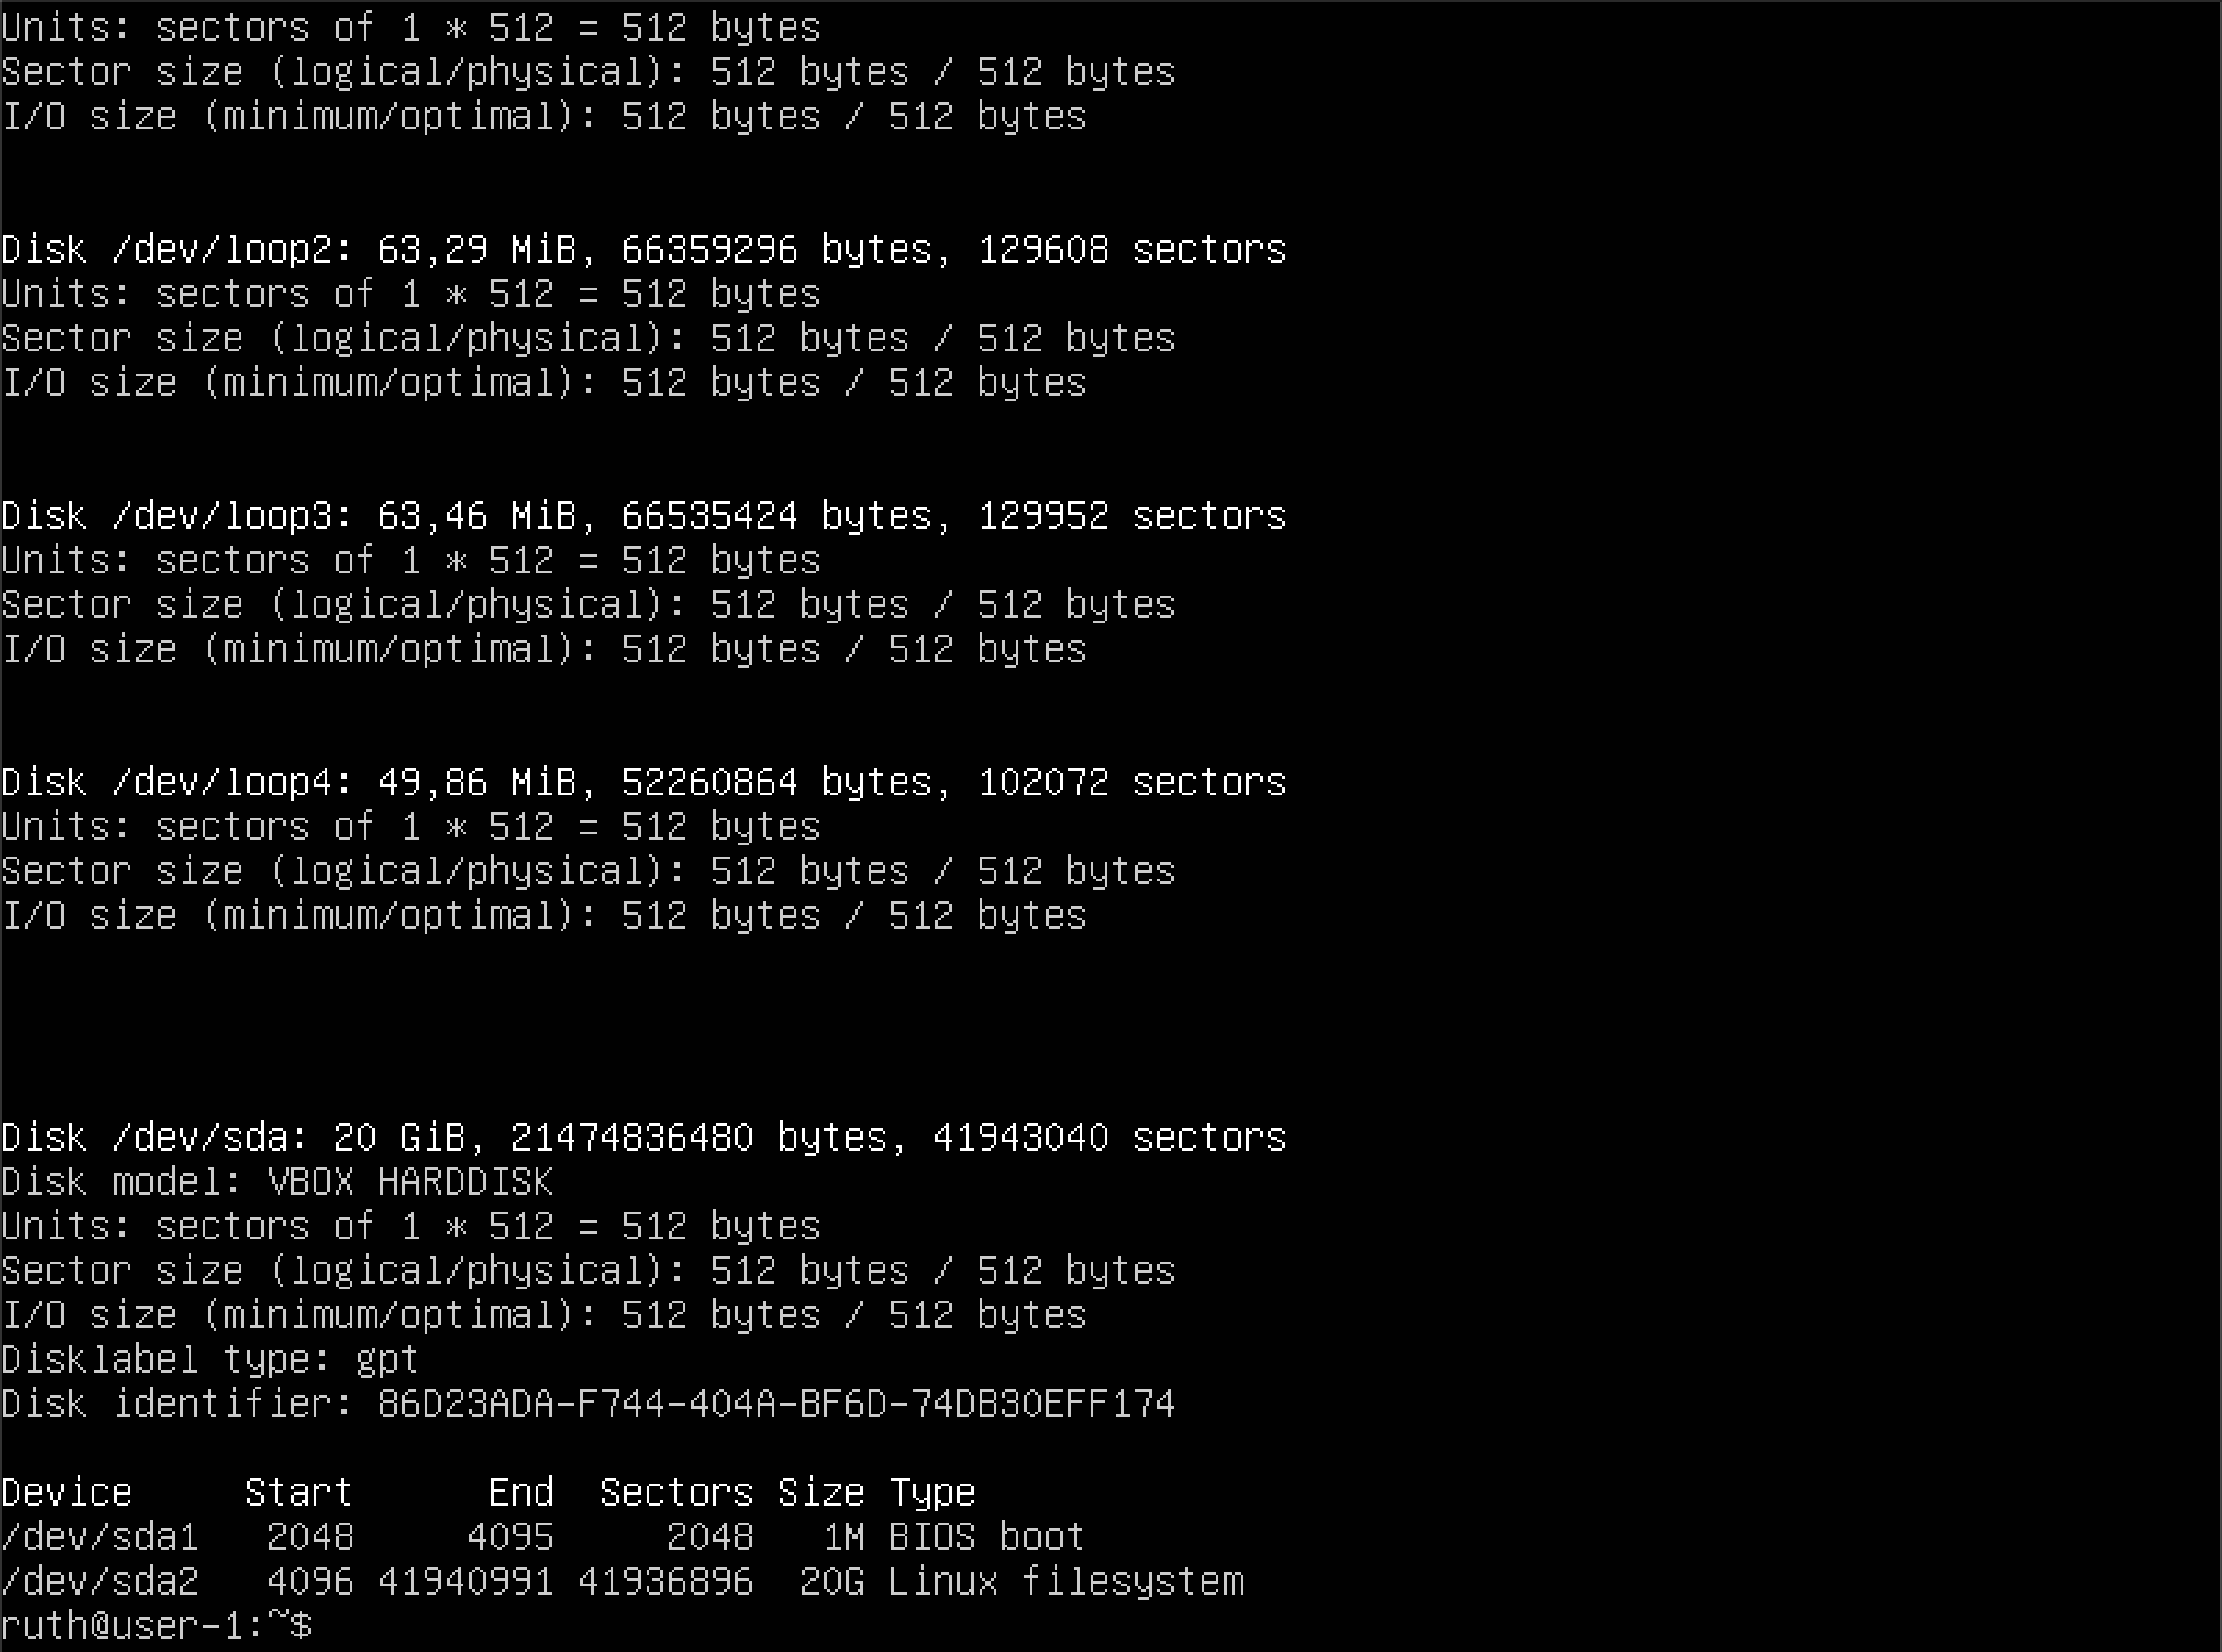 Units: sectors of 1 * 512 = 512 bytes
Sector size (logical/physical): 512 bytes / 512 bytes
I/O size (minimum/optimal): 512 bytes / 512 bytes
Disk /dev/loop2: 63,29 MiB, 66359296 bytes, 129608 sectors
Units: sectors of 1 * 512 = 512 bytes
Sector size (logical/physical): 512 bytes / 512 bytes
I/O size (minimum/optimal): 512 bytes / 512 bytes
Disk /dev/loop3: 63,46 MiB, 66535424 bytes, 129952 sectors
Units: sectors of 1 * 512 = 512 bytes
Sector size (logical/physical): 512 bytes / 512 bytes
I/O size (minimum/optimal): 512 bytes / 512 bytes
Disk /dev/loop4: 49,86 MiB, 52260864 bytes, 102072 sectors
Units: sectors of 1 * 512 = 512 bytes
Sector size (logical/physical): 512 bytes / 512 bytes
I/O size (minimum/optimal): 512 bytes / 512 bytes
Disk /dev/sda: 20 GiB, 21474836480 bytes, 41943040 sectors
Disk model: VBOX HARDDISK
Units: sectors of 1 * 512 = 512 bytes
Sector size (logical/physical): 512 bytes / 512 bytes
I/O size (minimum/optimal): 512 bytes / 512 bytes
Disklabel type: gpt
Disk identifier: 86D23ADA-F744-404A-BF6D-74DB30EFF174
Device     Start      End  Sectors Size Type
/dev/sda1   2048     4095     2048   1M BIOS boot
/dev/sda2   4096 41940991 41936896  20G Linux filesystem
ruth@user-1:~$